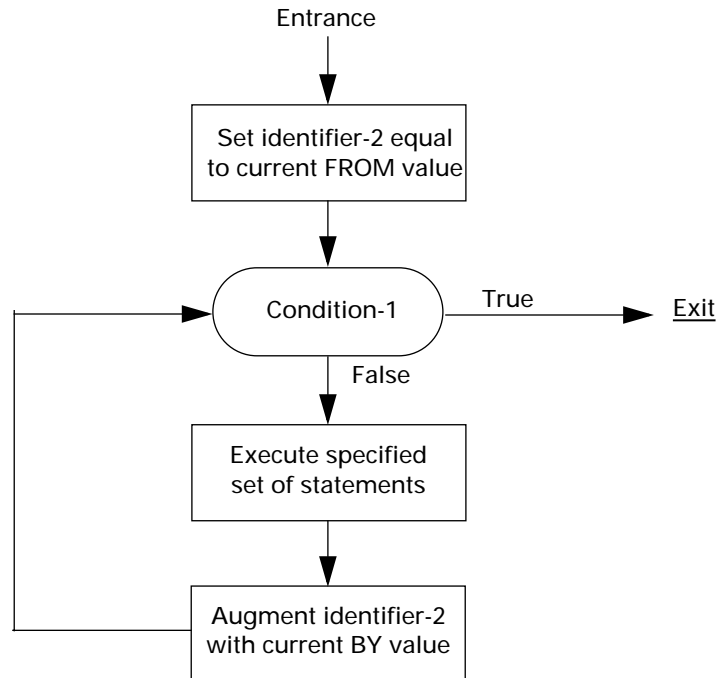 Entrance
Set identifier-2 equal
to current FROM value
Condition-1
True
Exit
False
Execute specified
set of statements
Augment identifier-2
with current BY value